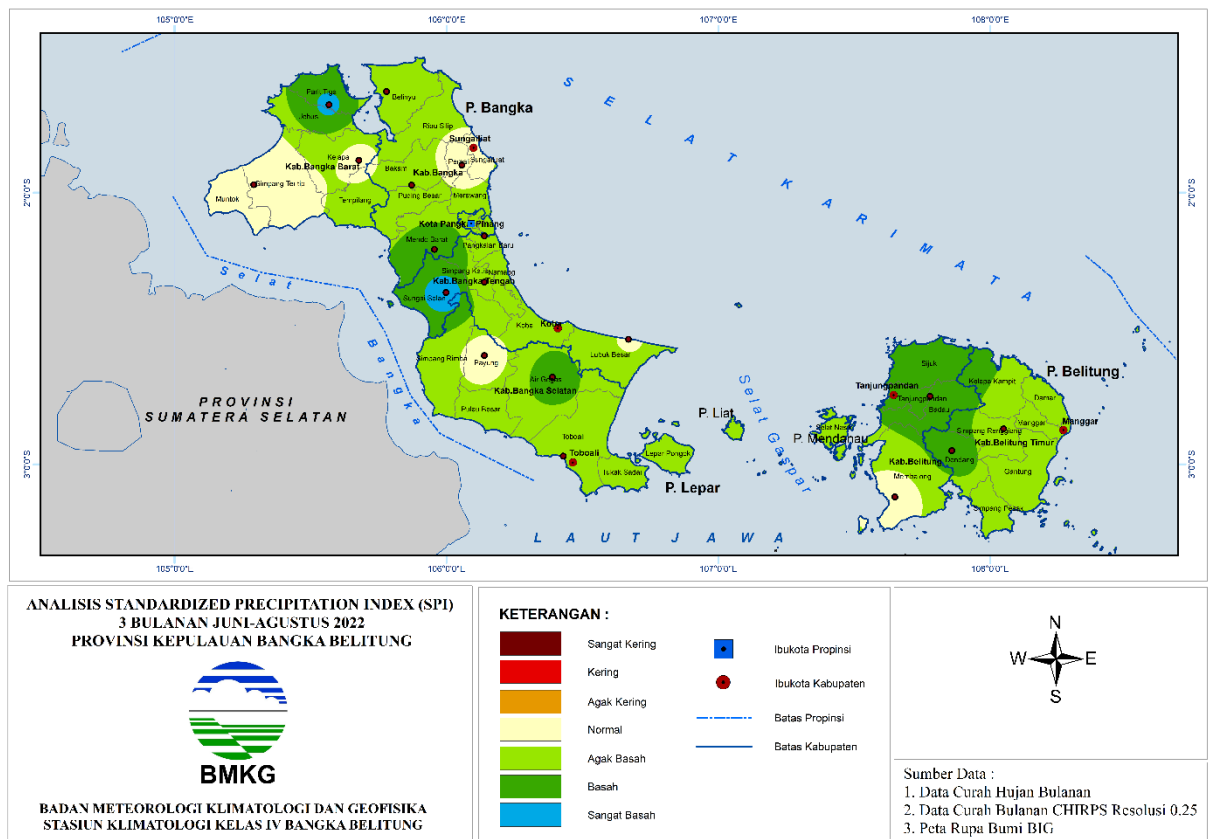 105°0'0"E 106°0'0"E 107°0'0"E 108°0'0"E
P. Bangka
S E L A T K A R I M A T A
Belinyu
Jebus
Riau Silip
Sungailiat
Kelapa
Kab.Bangka Barat
Bakam
Kab.Bangka
Simpang Teritip
Muntok
Tempilang
Puding Besar
Merawang
2°0'0"S 2°0'0"S
Kota Pangkal Pinang
Mendo Barat
Pangkalan Baru
Selat Bangka
Kab.Bangka Tengah
Koba
Lubuk Besar
Simpang Rimba
Payung
Air Gegas
Kab.Bangka Selatan
Pulau Besar
Toboali
Toboali
Tukak Sadai
Lepar Pongok
P. Lepar
P. Liat
Selat Gaspar
P. Mendanau
Selat Nasik
PROVINSI
SUMATERA SELATAN
Sijuk
Kelapa Kampit
P. Belitung
Tanjungpandan
Tanjungpandan
Badau
Damar
Manggar
Manggar
Simpang Renggiang
Kab.Belitung Timur
Dendang
Kab.Belitung
Membalong
Gantung
Simpang Pesak
3°0'0"S 3°0'0"S
L A U T J A W A
105°0'0"E 106°0'0"E 107°0'0"E 108°0'0"E
ANALISIS STANDARDIZED PRECIPITATION INDEX (SPI)
3 BULANAN JUNI-AGUSTUS 2022
PROVINSI KEPULAUAN BANGKA BELITUNG
BMKG
BADAN METEOROLOGI KLIMATOLOGI DAN GEOFISIKA
STASIUN KLIMATOLOGI KELAS IV BANGKA BELITUNG
KETERANGAN :
Sangat Kering
Kering
Agak Kering
Normal
Agak Basah
Basah
Sangat Basah
Ibukota Propinsi
Ibukota Kabupaten
Batas Propinsi
Batas Kabupaten
N
W E
S
Sumber Data :
1. Data Curah Hujan Bulanan
2. Data Curah Bulanan CHIRPS Resolusi 0.25
3. Peta Rupa Bumi BIG